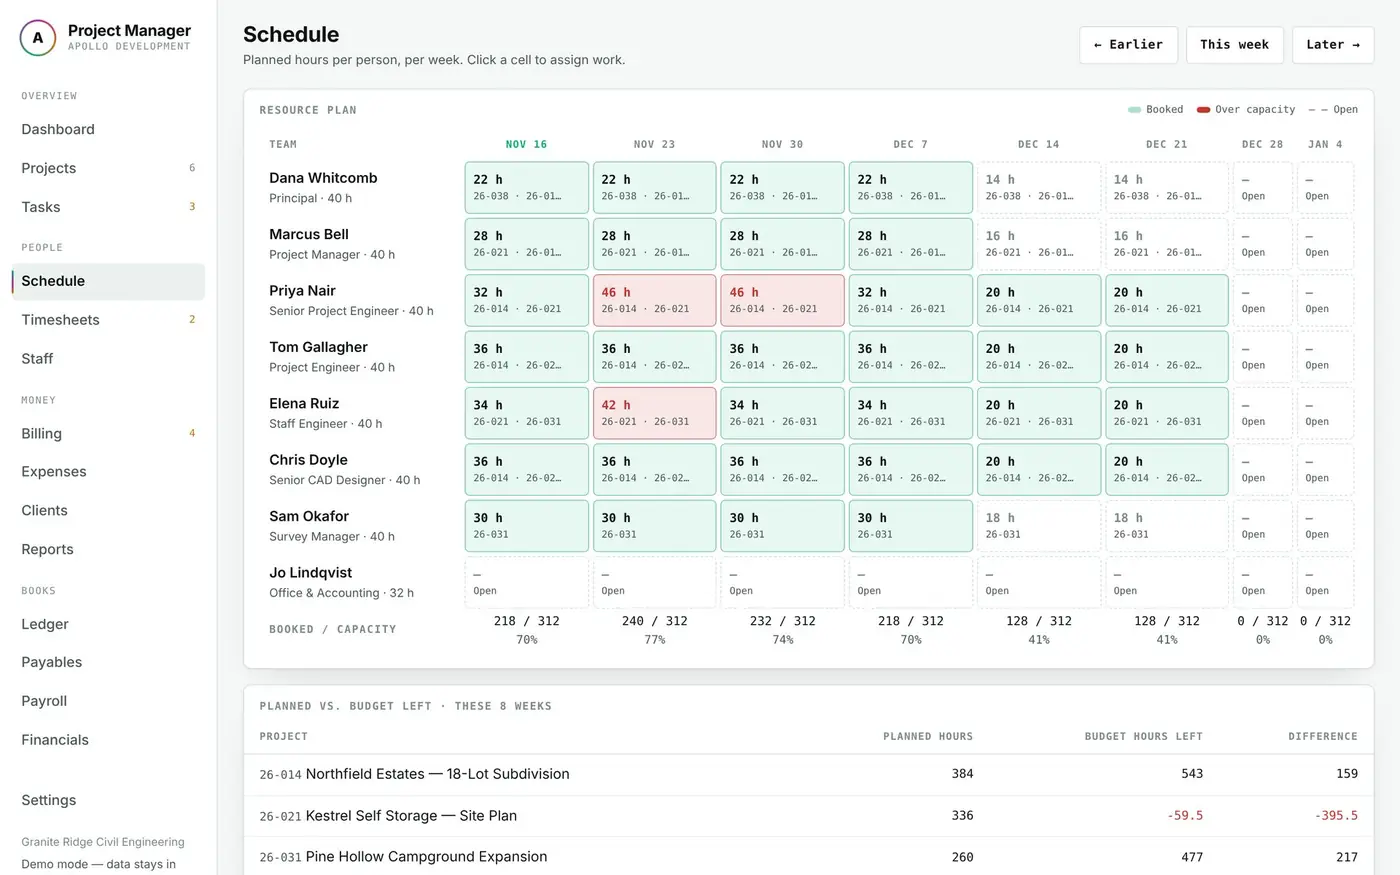 A
Project Manager
APOLLO DEVELOPMENT
OVERVIEW
Dashboard
Projects 6
Tasks 3
PEOPLE
Schedule
Timesheets 2
Staff
MONEY
Billing 4
Expenses
Clients
Reports
BOOKS
Ledger
Payables
Payroll
Financials
Settings
Granite Ridge Civil Engineering
Demo mode — data stays in
Schedule
Planned hours per person, per week. Click a cell to assign work.
← Earlier This week Later →
RESOURCE PLAN Booked Over capacity Open
TEAM NOV 16 NOV 23 NOV 30 DEC 7 DEC 14 DEC 21 DEC 28 JAN 4
Dana Whitcomb 22 h 22 h 22 h 22 h 14 h 14 h — —
Principal · 40 h 26-038 · 26-01… 26-038 · 26-01… 26-038 · 26-01… 26-038 · 26-01… 26-038 · 26-01… 26-038 · 26-01… Open Open
Marcus Bell 28 h 28 h 28 h 28 h 16 h 16 h — —
Project Manager · 40 h 26-021 · 26-01… 26-021 · 26-01… 26-021 · 26-01… 26-021 · 26-01… 26-021 · 26-01… 26-021 · 26-01… Open Open
Priya Nair 32 h 46 h 46 h 32 h 20 h 20 h — —
Senior Project Engineer · 40 h 26-014 · 26-021 26-014 · 26-021 26-014 · 26-021 26-014 · 26-021 26-014 · 26-021 26-014 · 26-021 Open Open
Tom Gallagher 36 h 36 h 36 h 36 h 20 h 20 h — —
Project Engineer · 40 h 26-014 · 26-02… 26-014 · 26-02… 26-014 · 26-02… 26-014 · 26-02… 26-014 · 26-02… 26-014 · 26-02… Open Open
Elena Ruiz 34 h 42 h 34 h 34 h 20 h 20 h — —
Staff Engineer · 40 h 26-021 · 26-031 26-021 · 26-031 26-021 · 26-031 26-021 · 26-031 26-021 · 26-031 26-021 · 26-031 Open Open
Chris Doyle 36 h 36 h 36 h 36 h 20 h 20 h — —
Senior CAD Designer · 40 h 26-014 · 26-02… 26-014 · 26-02… 26-014 · 26-02… 26-014 · 26-02… 26-014 · 26-02… 26-014 · 26-02… Open Open
Sam Okafor 30 h 30 h 30 h 30 h 18 h 18 h — —
Survey Manager · 40 h 26-031 26-031 26-031 26-031 26-031 26-031 Open Open
Jo Lindqvist — — — — — — — —
Office & Accounting · 32 h Open Open Open Open Open Open Open Open
BOOKED / CAPACITY 218 / 312 240 / 312 232 / 312 218 / 312 128 / 312 128 / 312 0 / 312 0 / 312
70% 77% 74% 70% 41% 41% 0% 0%
PLANNED VS. BUDGET LEFT · THESE 8 WEEKS
PROJECT PLANNED HOURS BUDGET HOURS LEFT DIFFERENCE
26-014 Northfield Estates — 18-Lot Subdivision 384 543 159
26-021 Kestrel Self Storage — Site Plan 336 -59.5 -395.5
26-031 Pine Hollow Campground Expansion 260 477 217